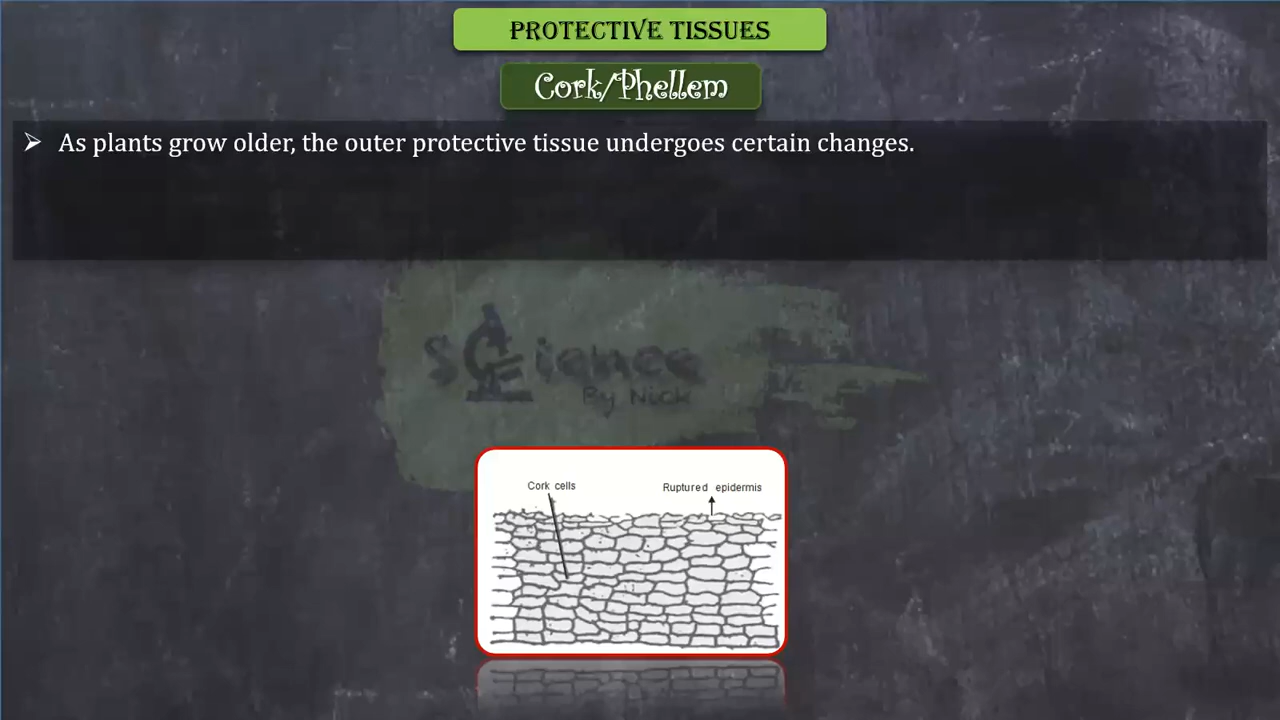 PROTECTIVE TISSUES
Cork/Phellem
➢ As plants grow older, the outer protective tissue undergoes certain changes.
Science
By Nick
Cork cells
Ruptured epidermis